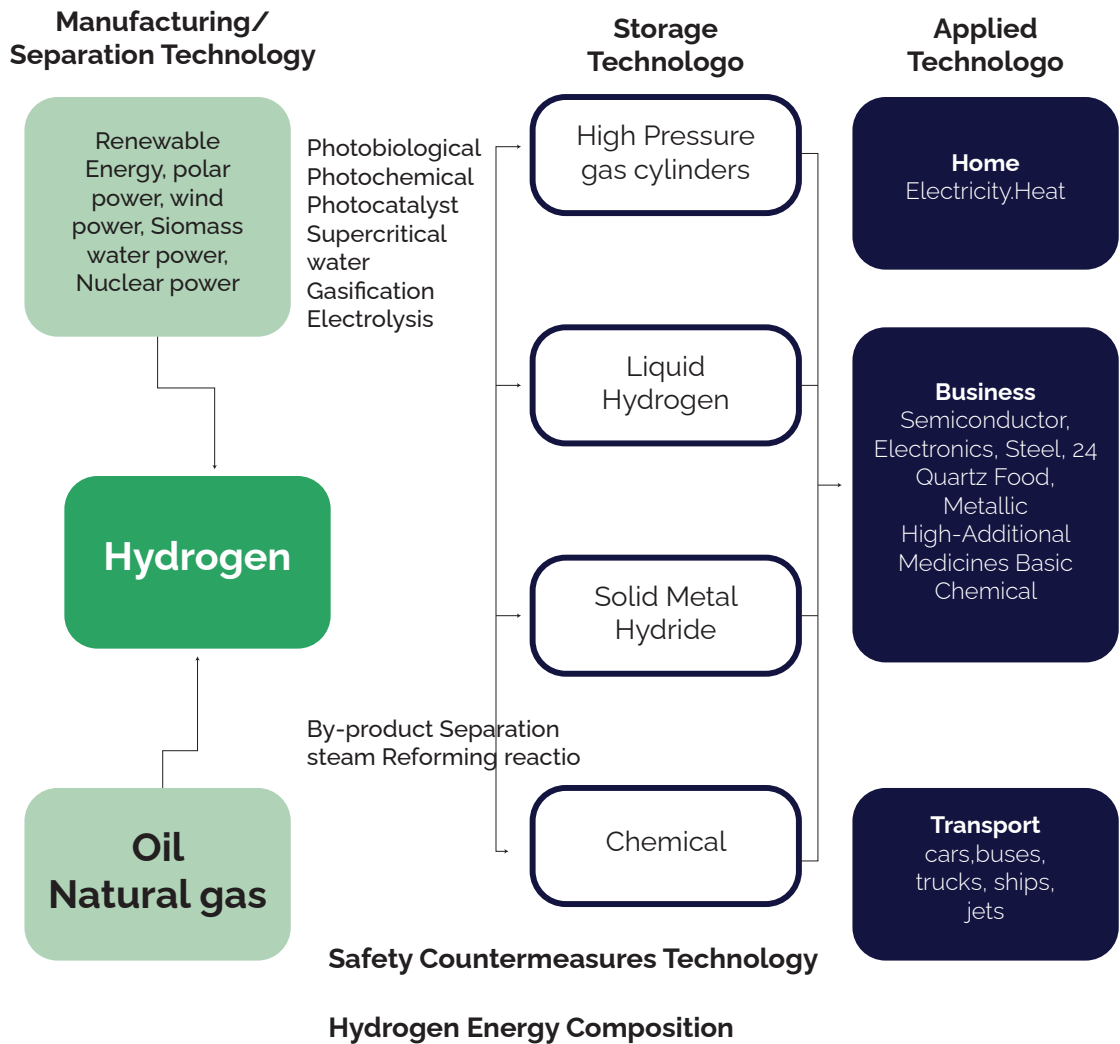 Manufacturing/
Separation Technology
Storage
Technologo
Applied
Technologo
Renewable
Energy, polar
power, wind
power, Siomass
water power,
Nuclear power
Photobiological
Photochemical
Photocatalyst
Supercritical
water
Gasification
Electrolysis
High Pressure
gas cylinders
Home
Electricity.Heat
Liquid
Hydrogen
Business
Semiconductor,
Electronics, Steel, 24
Quartz Food,
Metallic
High-Additional
Medicines Basic
Chemical
Hydrogen
Solid Metal
Hydride
By-product Separation
steam Reforming reactio
Oil
Natural gas
Chemical
Transport
cars,buses,
trucks, ships,
jets
Safety Countermeasures Technology
Hydrogen Energy Composition